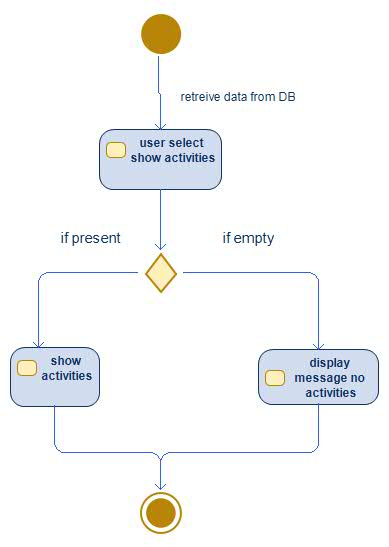 retreive data from DB
user select
show activities
if present
if empty
show
activities
display
message no
activities